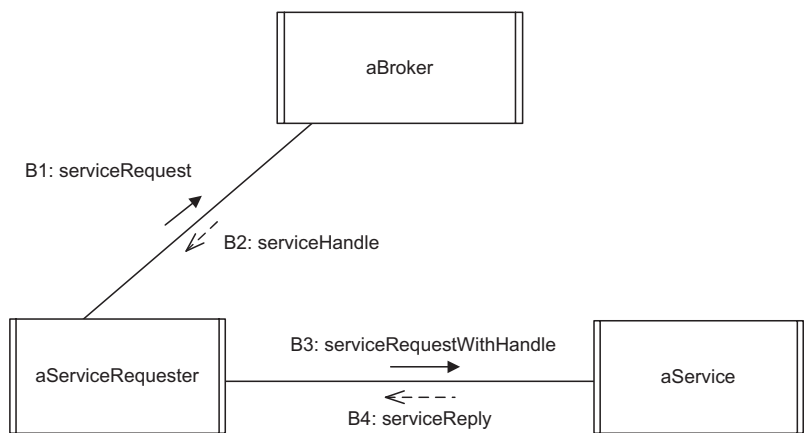 aBroker
B1: serviceRequest
B2: serviceHandle
B3: serviceRequestWithHandle
aServiceRequester
aService
B4: serviceReply